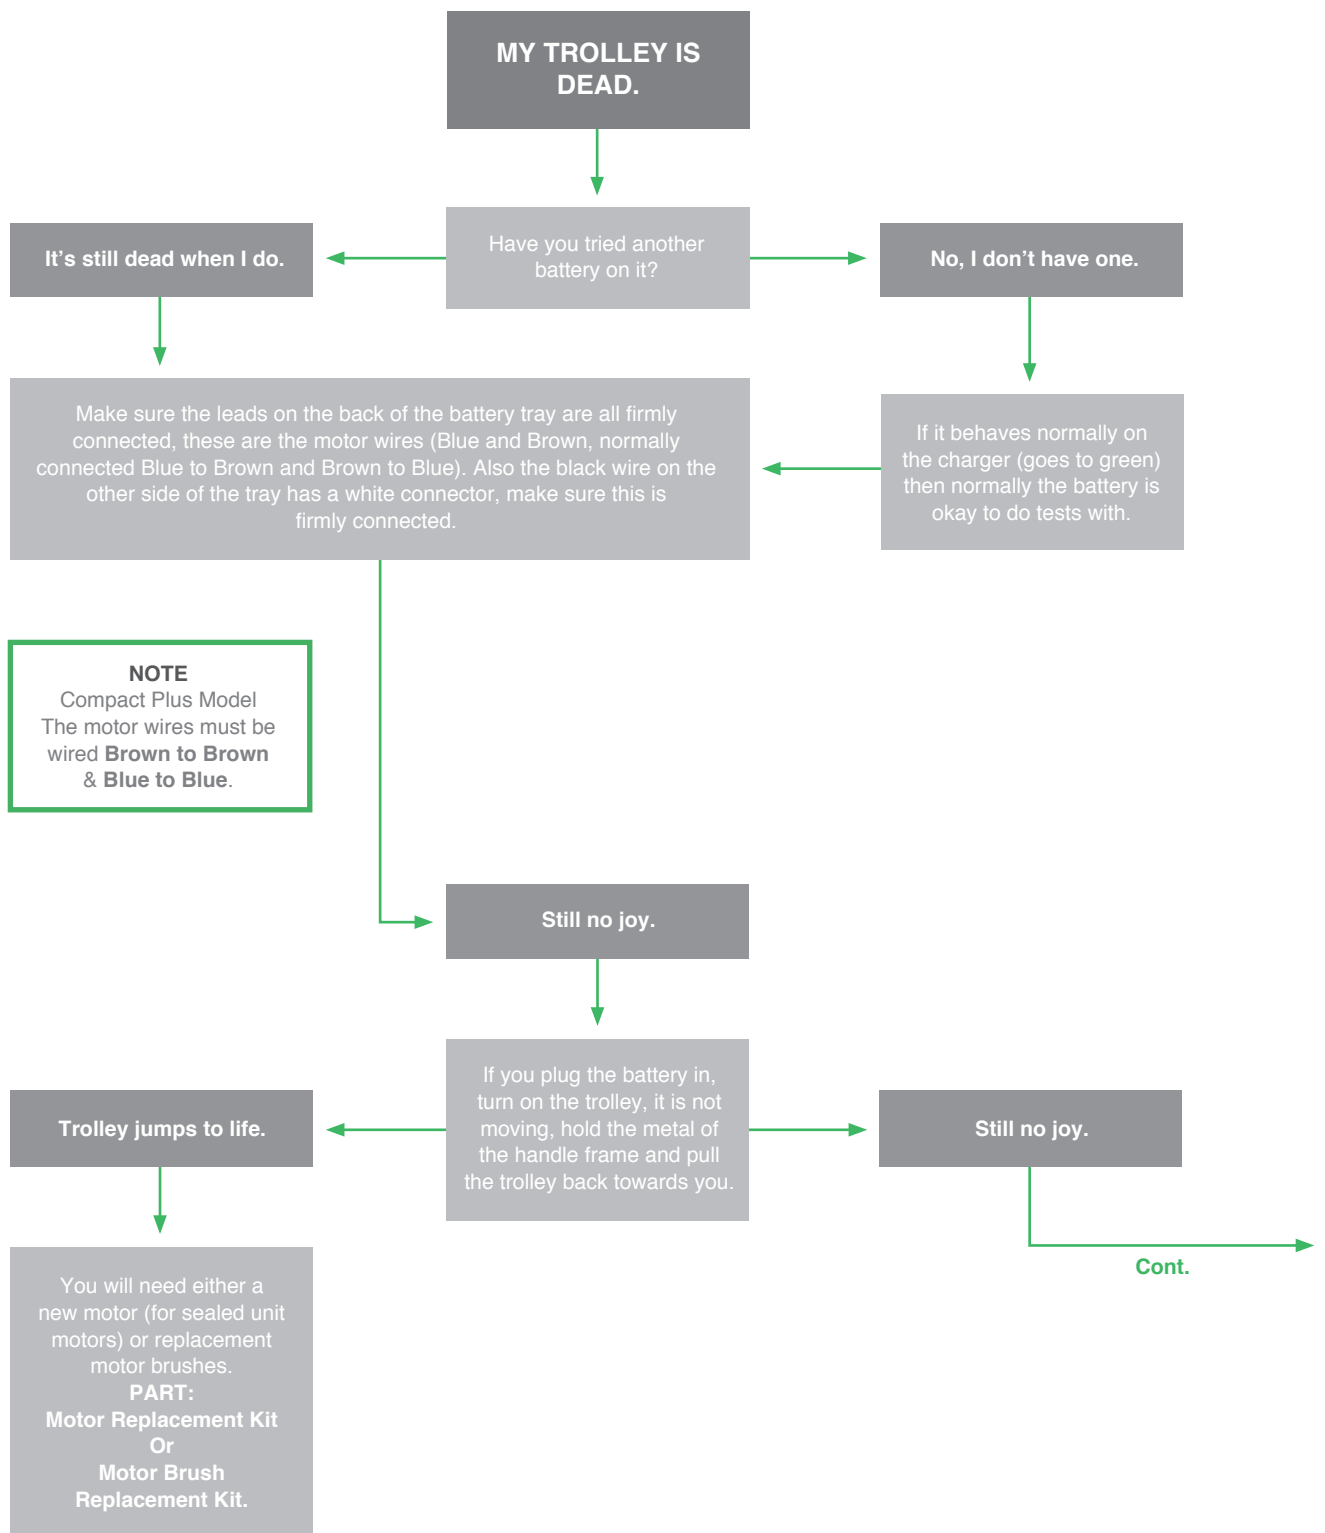 MY TROLLEY IS
DEAD.
Have you tried another
battery on it?
It’s still dead when I do.
No, I don’t have one.
Make sure the leads on the back of the battery tray are all firmly
connected, these are the motor wires (Blue and Brown, normally
connected Blue to Brown and Brown to Blue). Also the black wire on the
other side of the tray has a white connector, make sure this is
firmly connected.
If it behaves normally on
the charger (goes to green)
then normally the battery is
okay to do tests with.
NOTE
Compact Plus Model
The motor wires must be
wired Brown to Brown
& Blue to Blue.
Still no joy.
If you plug the battery in,
turn on the trolley, it is not
moving, hold the metal of
the handle frame and pull
the trolley back towards you.
Trolley jumps to life.
Still no joy.
Cont.
You will need either a
new motor (for sealed unit
motors) or replacement
motor brushes.
PART:
Motor Replacement Kit
Or
Motor Brush
Replacement Kit.